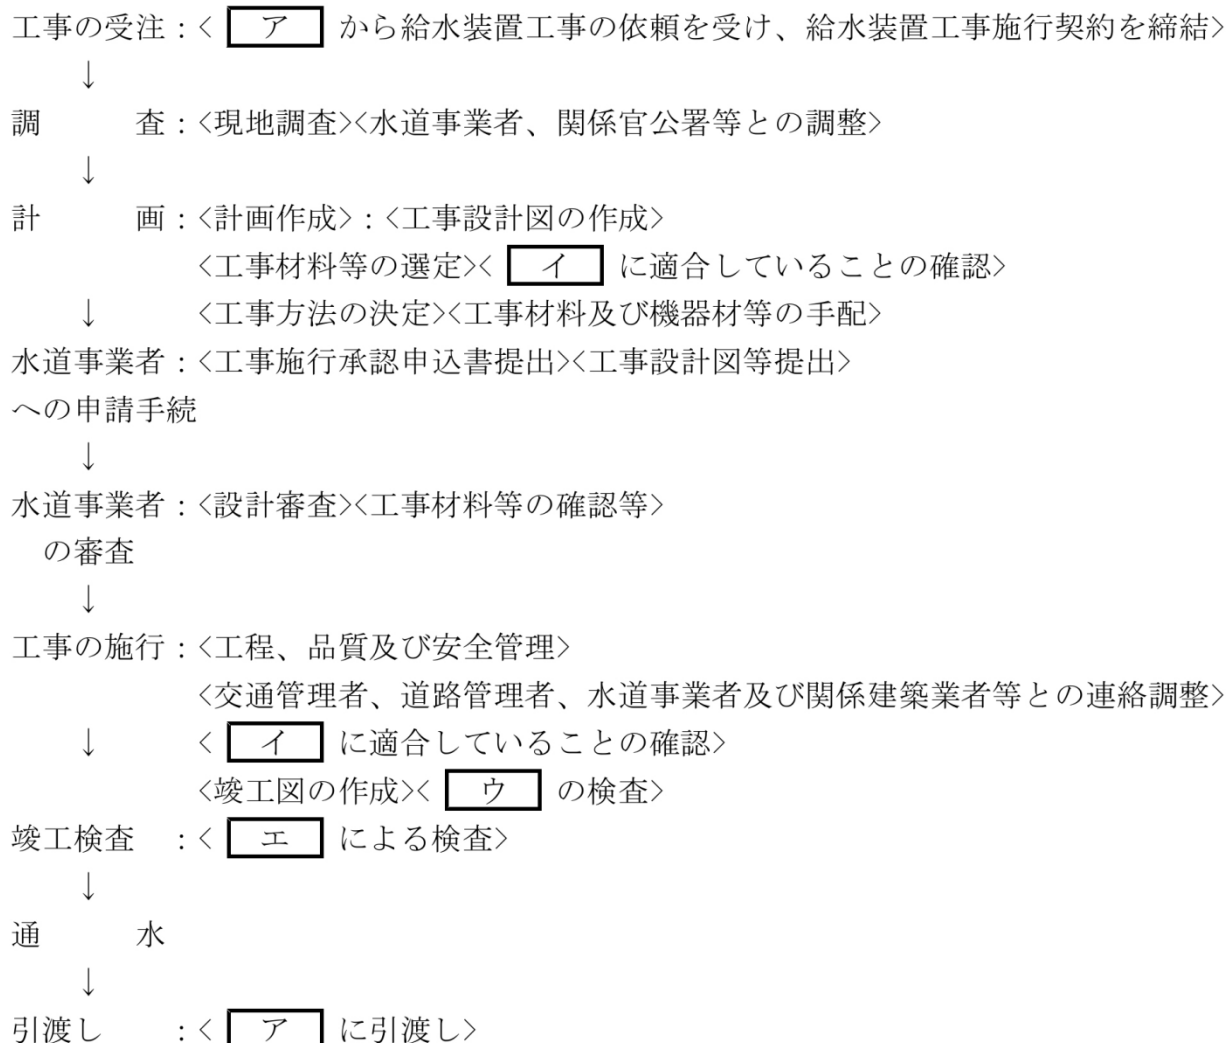 工事の受注：< ア から給水装置工事の依頼を受け、給水装置工事施行契約を締結>
↓
調　　　査：<現地調査><水道事業者、関係官公署等との調整>
↓
計　　　画：<計画作成>：<工事設計図の作成>
<工事材料等の選定>< イ に適合していることの確認>
↓　<工事方法の決定><工事材料及び機器材等の手配>
水道事業者：<工事施行承認申込書提出><工事設計図等提出>
への申請手続
↓
水道事業者：<設計審査><工事材料等の確認等>
の審査
↓
工事の施行：<工程、品質及び安全管理>
<交通管理者、道路管理者、水道事業者及び関係建築業者等との連絡調整>
↓　< イ に適合していることの確認>
<竣工図の作成>< ウ の検査>
竣工検査　：< エ による検査>
↓
通　　　水
↓
引渡し　　：< ア に引渡し>